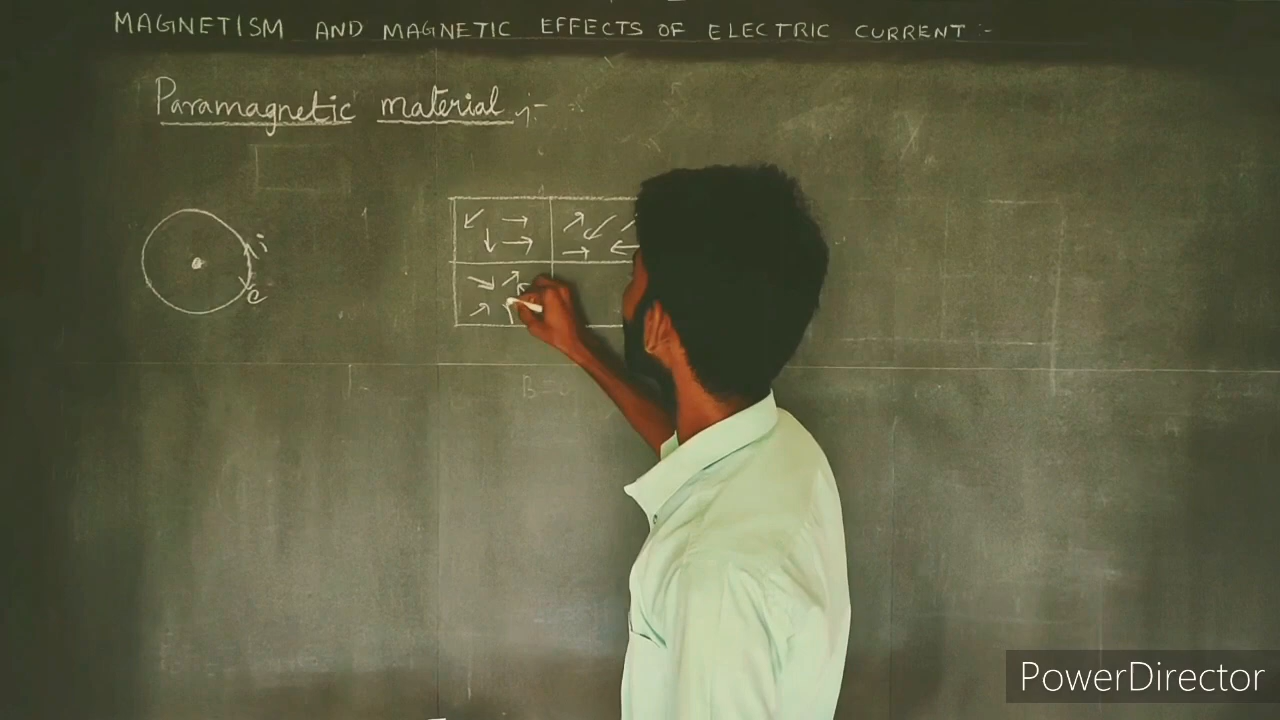 MAGNETISM AND MAGNETIC EFFECTS OF ELECTRIC CURRENT :-
Paramagnetic material :-
i
e
PowerDirector